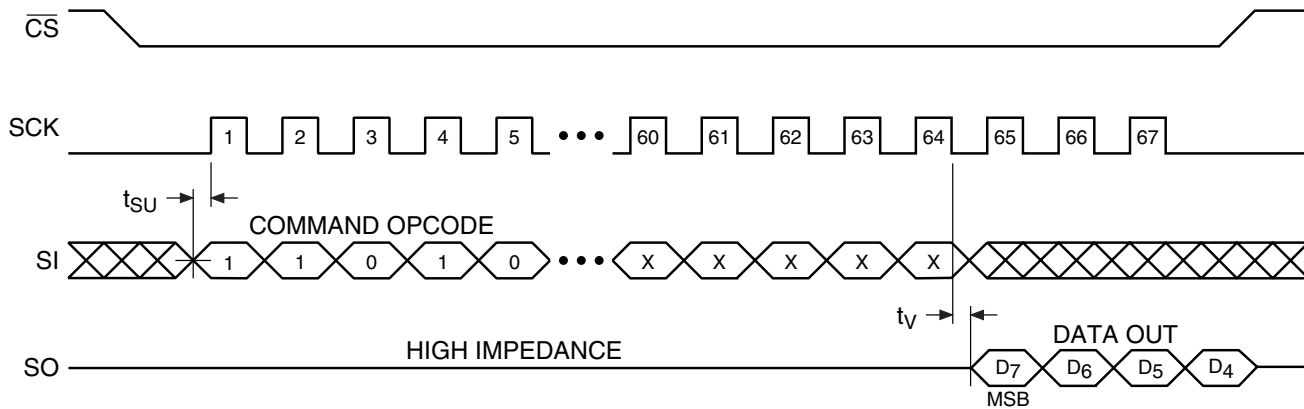 CS
SCK
1 2 3 4 5 ••• 60 61 62 63 64 65 66 67
tSU
COMMAND OPCODE
SI
1 1 0 1 0 ••• X X X X X
tV
HIGH IMPEDANCE
DATA OUT
SO
D7 D6 D5 D4
MSB